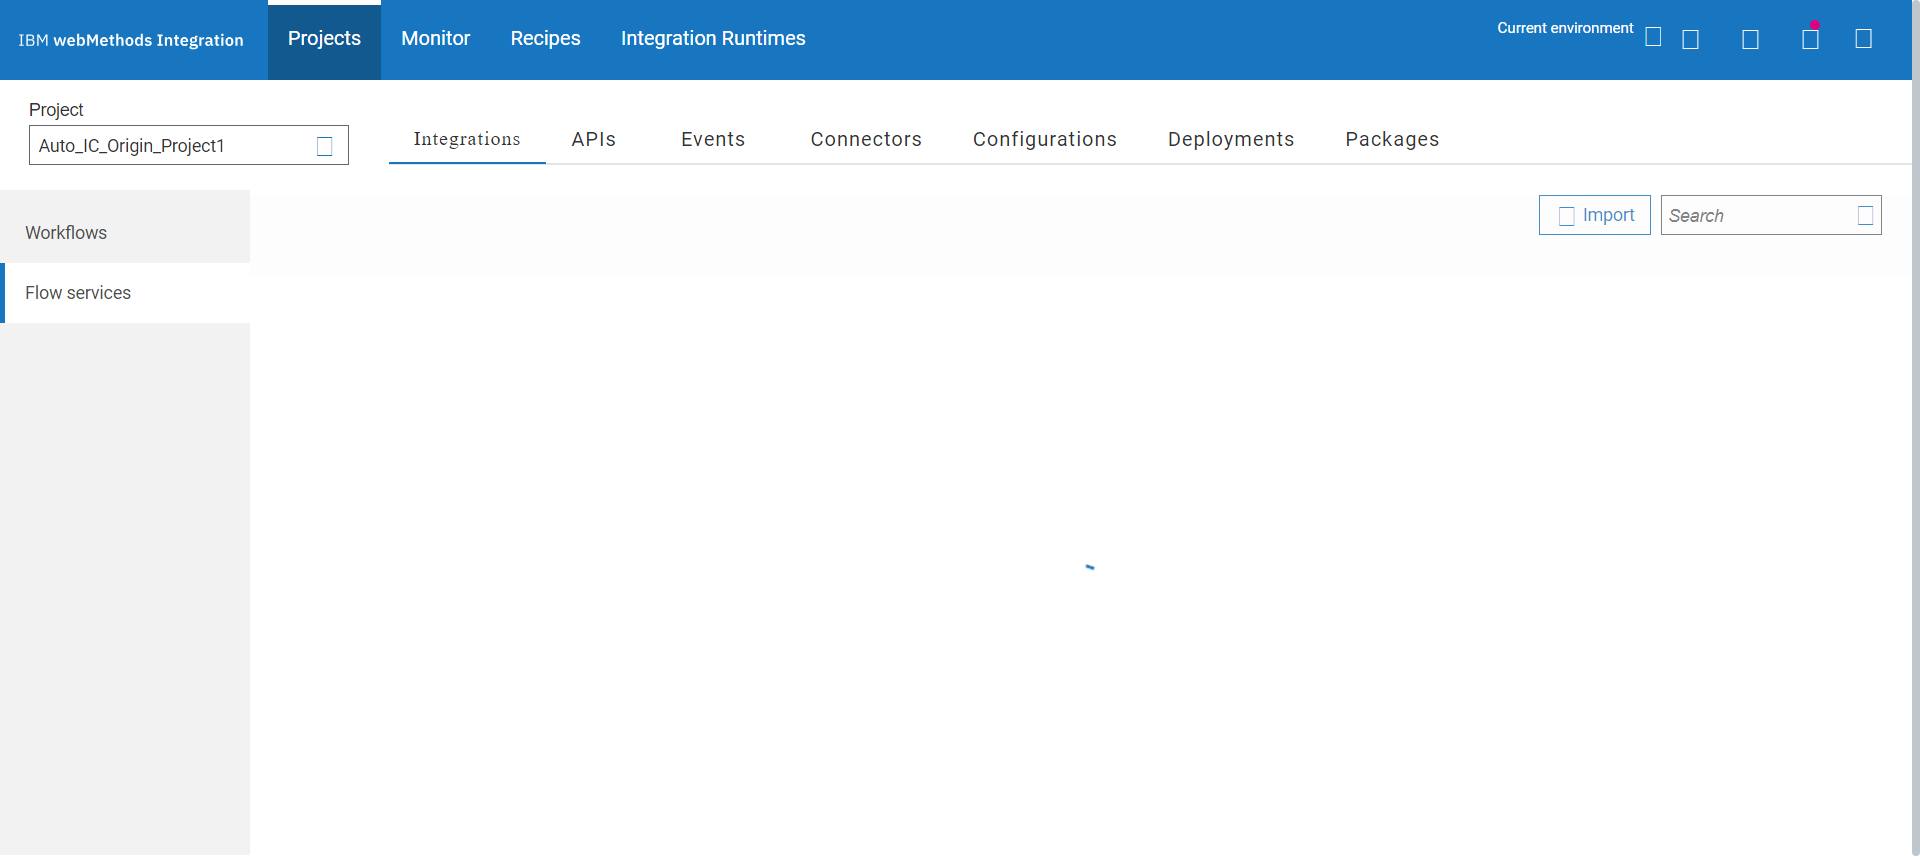 IBM webMethods Integration
Projects
Monitor
Recipes
Integration Runtimes
Current environment
Project
Auto_IC_Origin_Project1
Integrations
APIs
Events
Connectors
Configurations
Deployments
Packages
Workflows
Flow services
Import
Search